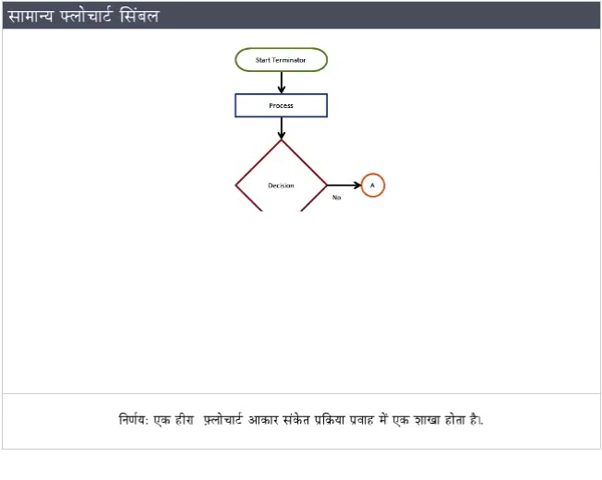 सामान्य फ्लोचार्ट सिंबल
Start Terminator
Process
Decision
A
No
निर्णय: एक हीरा फ़्लोचार्ट आकार संकेत प्रक्रिया प्रवाह में एक शाखा होता है।.